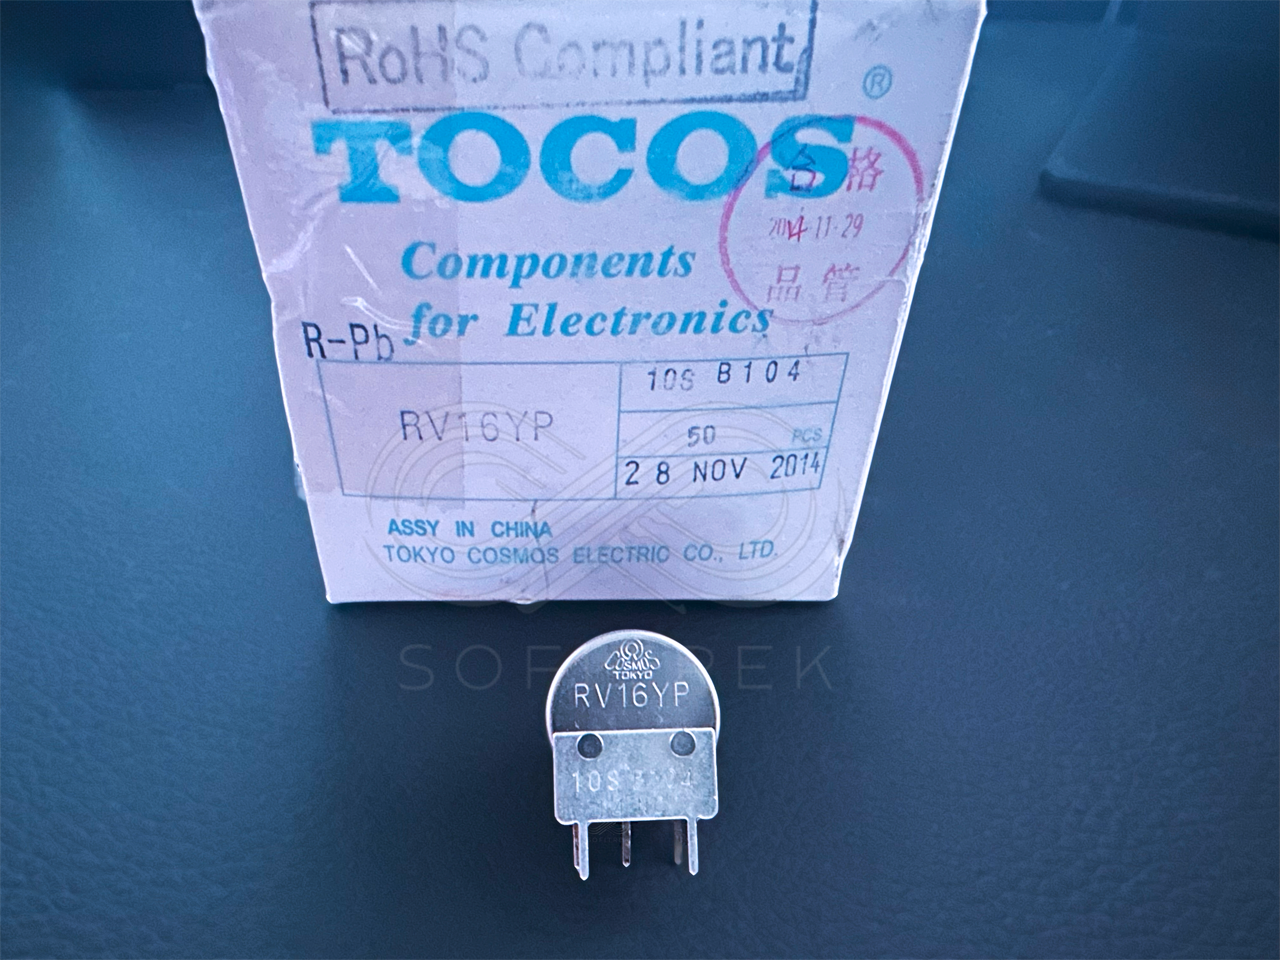 RoHS Compliant
®
TOCOS
合格
2014-11-29
品管
Components
for Electronics
R-Pb
RV16YP
10S B104
50 PCS
28 NOV 2014
ASSY IN CHINA
TOKYO COSMOS ELECTRIC CO., LTD.
COSMOS
TOKYO
RV16YP
10S B104